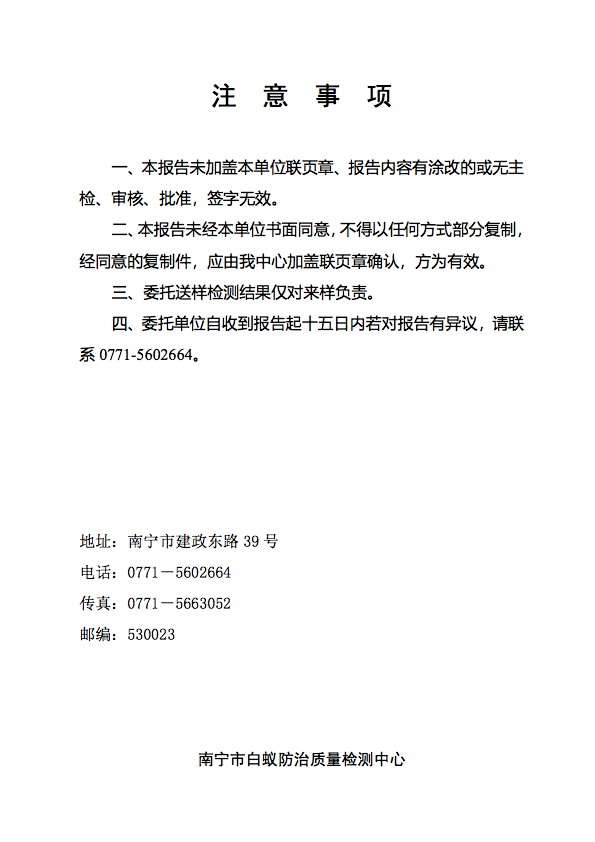 注 意 事 项
一、本报告未加盖本单位联页章、报告内容有涂改的或无主
检、审核、批准，签字无效。
二、本报告未经本单位书面同意，不得以任何方式部分复制，
经同意的复制件，应由我中心加盖联页章确认，方为有效。
三、委托送样检测结果仅对来样负责。
四、委托单位自收到报告起十五日内若对报告有异议，请联
系 0771-5602664。
地址：南宁市建政东路 39 号
电话：0771－5602664
传真：0771－5663052
邮编：530023
南宁市白蚁防治质量检测中心